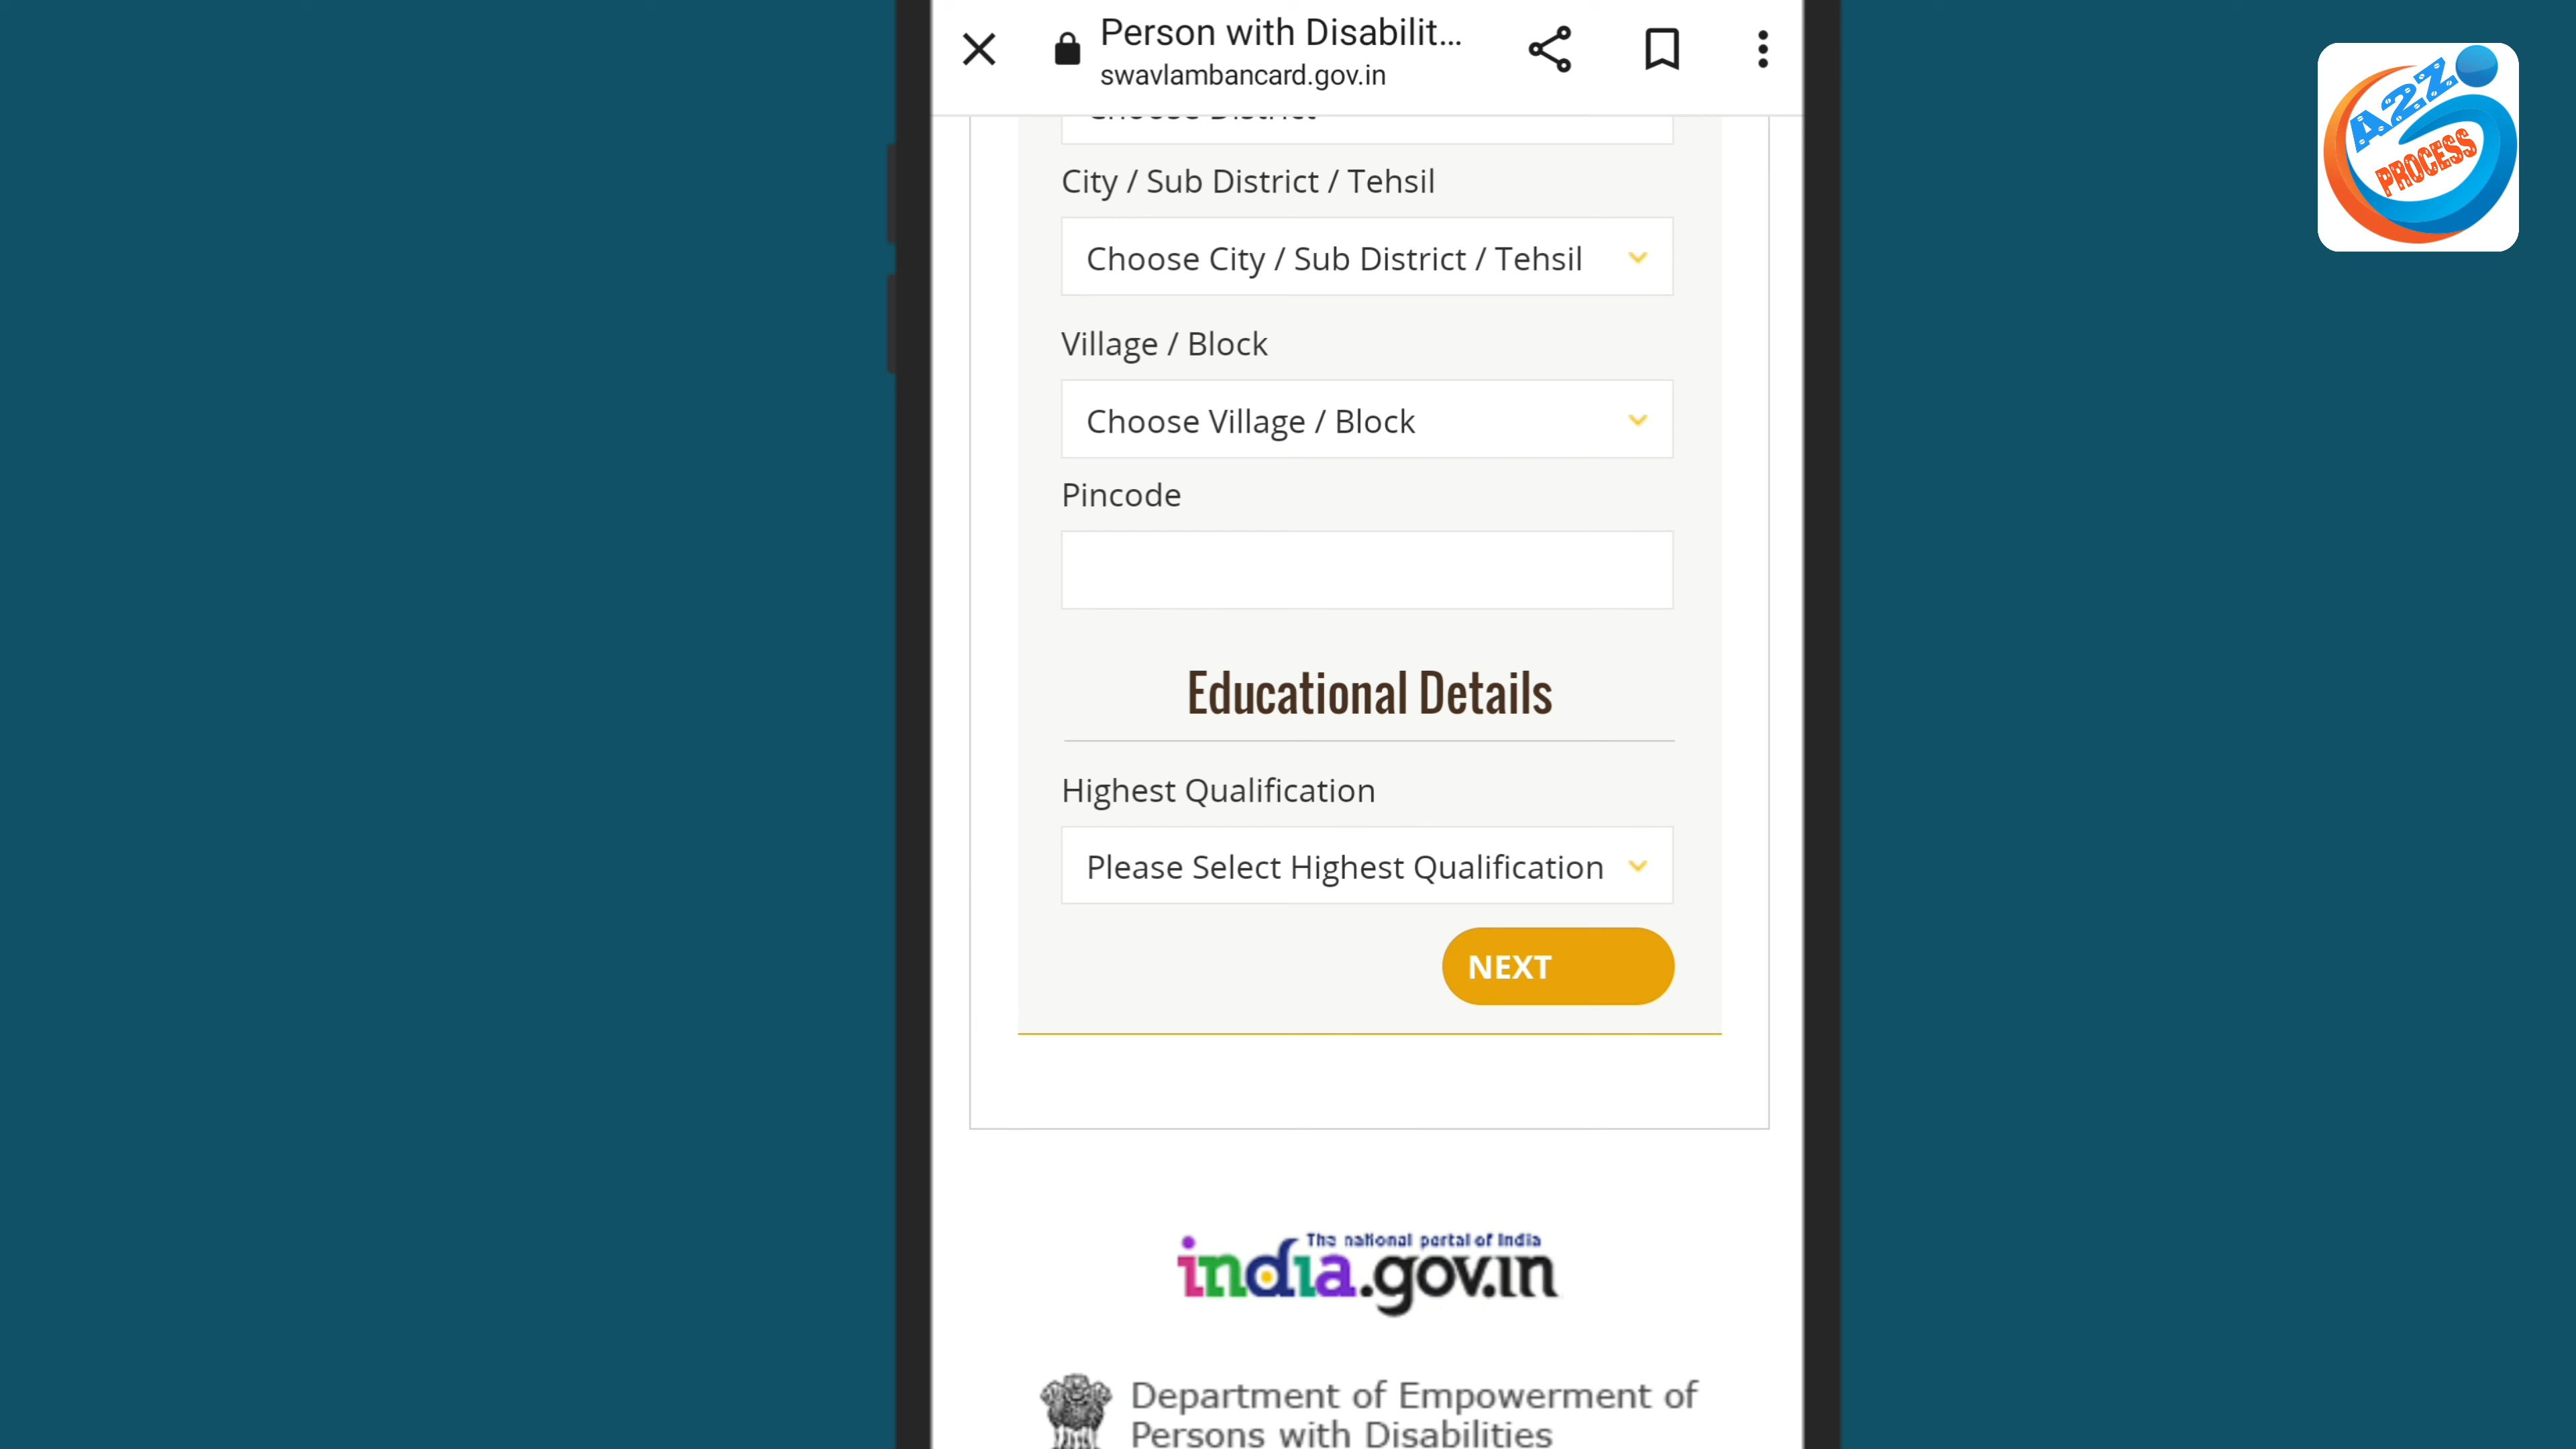 Person with Disabilit...
swavlambancard.gov.in
Choose District
City / Sub District / Tehsil
Choose City / Sub District / Tehsil
Village / Block
Choose Village / Block
Pincode
Educational Details
Highest Qualification
Please Select Highest Qualification
NEXT
The national portal of India
india.gov.in
Department of Empowerment of
Persons with Disabilities
A2Z
PROCESS